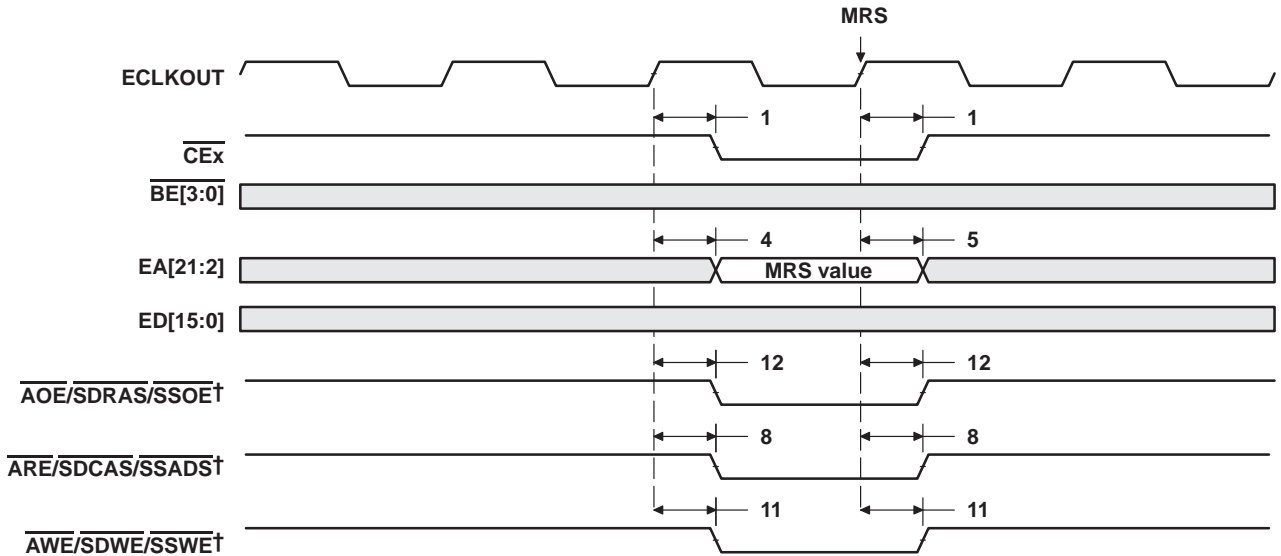 MRS
ECLKOUT
1 1
CEx
BE[3:0]
4 5
EA[21:2] MRS value
ED[15:0]
12 12
AOE/SDRAS/SSOE†
8 8
ARE/SDCAS/SSADS†
11 11
AWE/SDWE/SSWE†